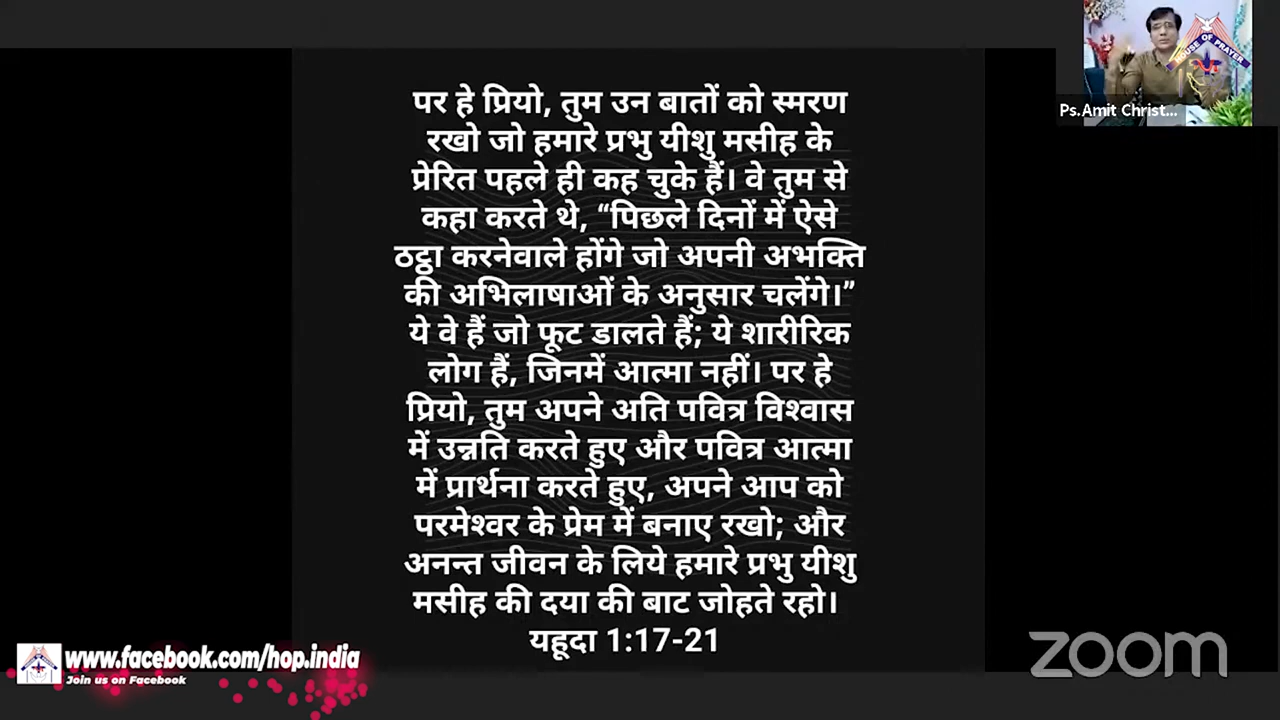 पर हे प्रियो, तुम उन बातों को स्मरण
रखो जो हमारे प्रभु यीशु मसीह के
प्रेरित पहले ही कह चुके हैं। वे तुम से
कहा करते थे, “पिछले दिनों में ऐसे
ठट्ठा करनेवाले होंगे जो अपनी अभक्ति
की अभिलाषाओं के अनुसार चलेंगे।”
ये वे हैं जो फूट डालते हैं; ये शारीरिक
लोग हैं, जिनमें आत्मा नहीं। पर हे
प्रियो, तुम अपने अति पवित्र विश्वास
में उन्नति करते हुए और पवित्र आत्मा
में प्रार्थना करते हुए, अपने आप को
परमेश्वर के प्रेम में बनाए रखो; और
अनन्त जीवन के लिये हमारे प्रभु यीशु
मसीह की दया की बाट जोहते रहो।
यहूदा 1:17-21
HOUSE OF PRAYER
Ps.Amit Christ...
www.facebook.com/hop.india
Join us on Facebook
zoom